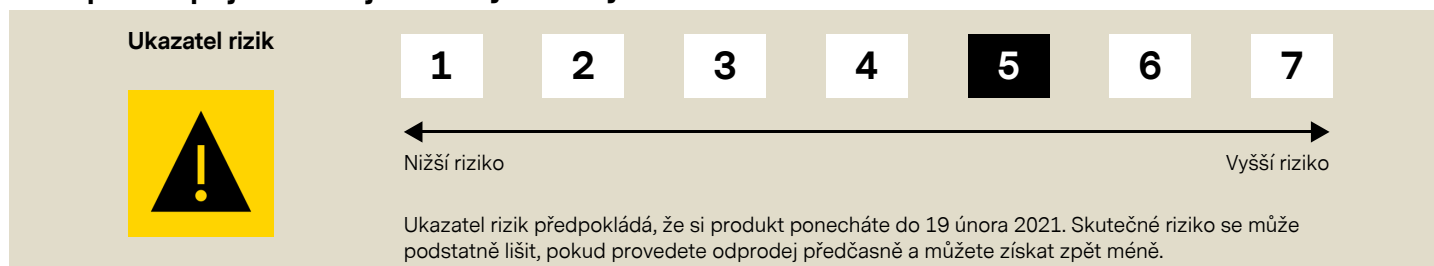 Ukazatel rizik
1 2 3 4 5 6 7
Nižší riziko Vyšší riziko
Ukazatel rizik předpokládá, že si produkt ponecháte do 19 února 2021. Skutečné riziko se může
podstatně lišit, pokud provedete odprodej předčasně a můžete získat zpět méně.